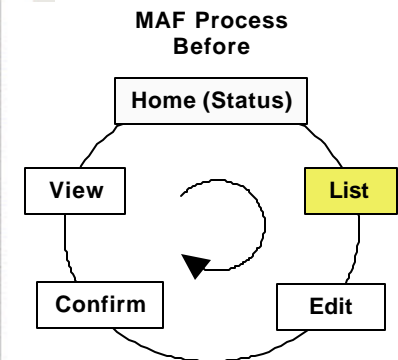 MAF Process
Before
Home (Status)
View
List
Confirm
Edit